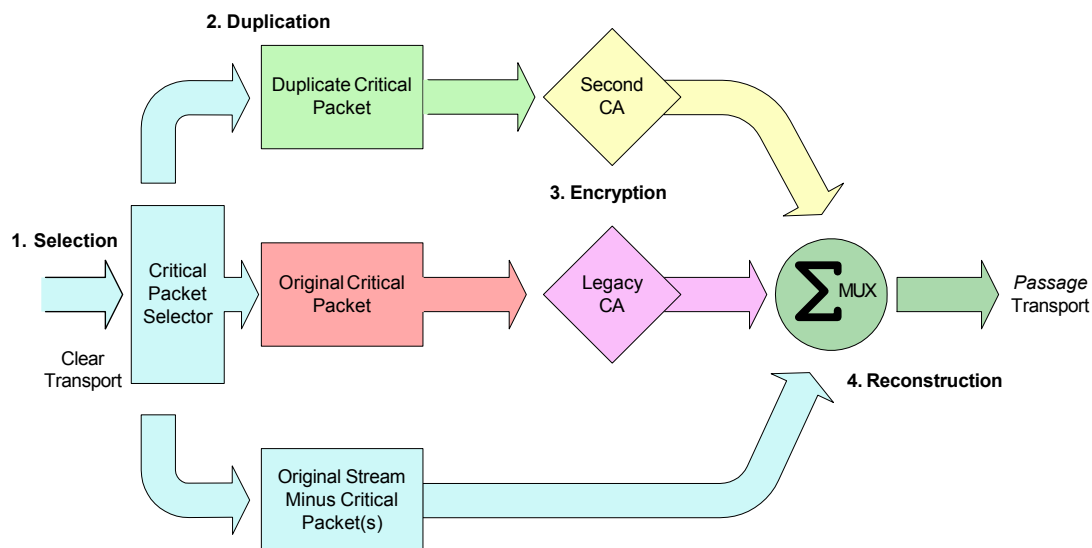 2. Duplication
Duplicate Critical
Packet
Second
CA
3. Encryption
1. Selection
Critical
Packet
Selector
Original Critical
Packet
Legacy
CA
Σ MUX
Passage
Transport
Clear
Transport
4. Reconstruction
Original Stream
Minus Critical
Packet(s)